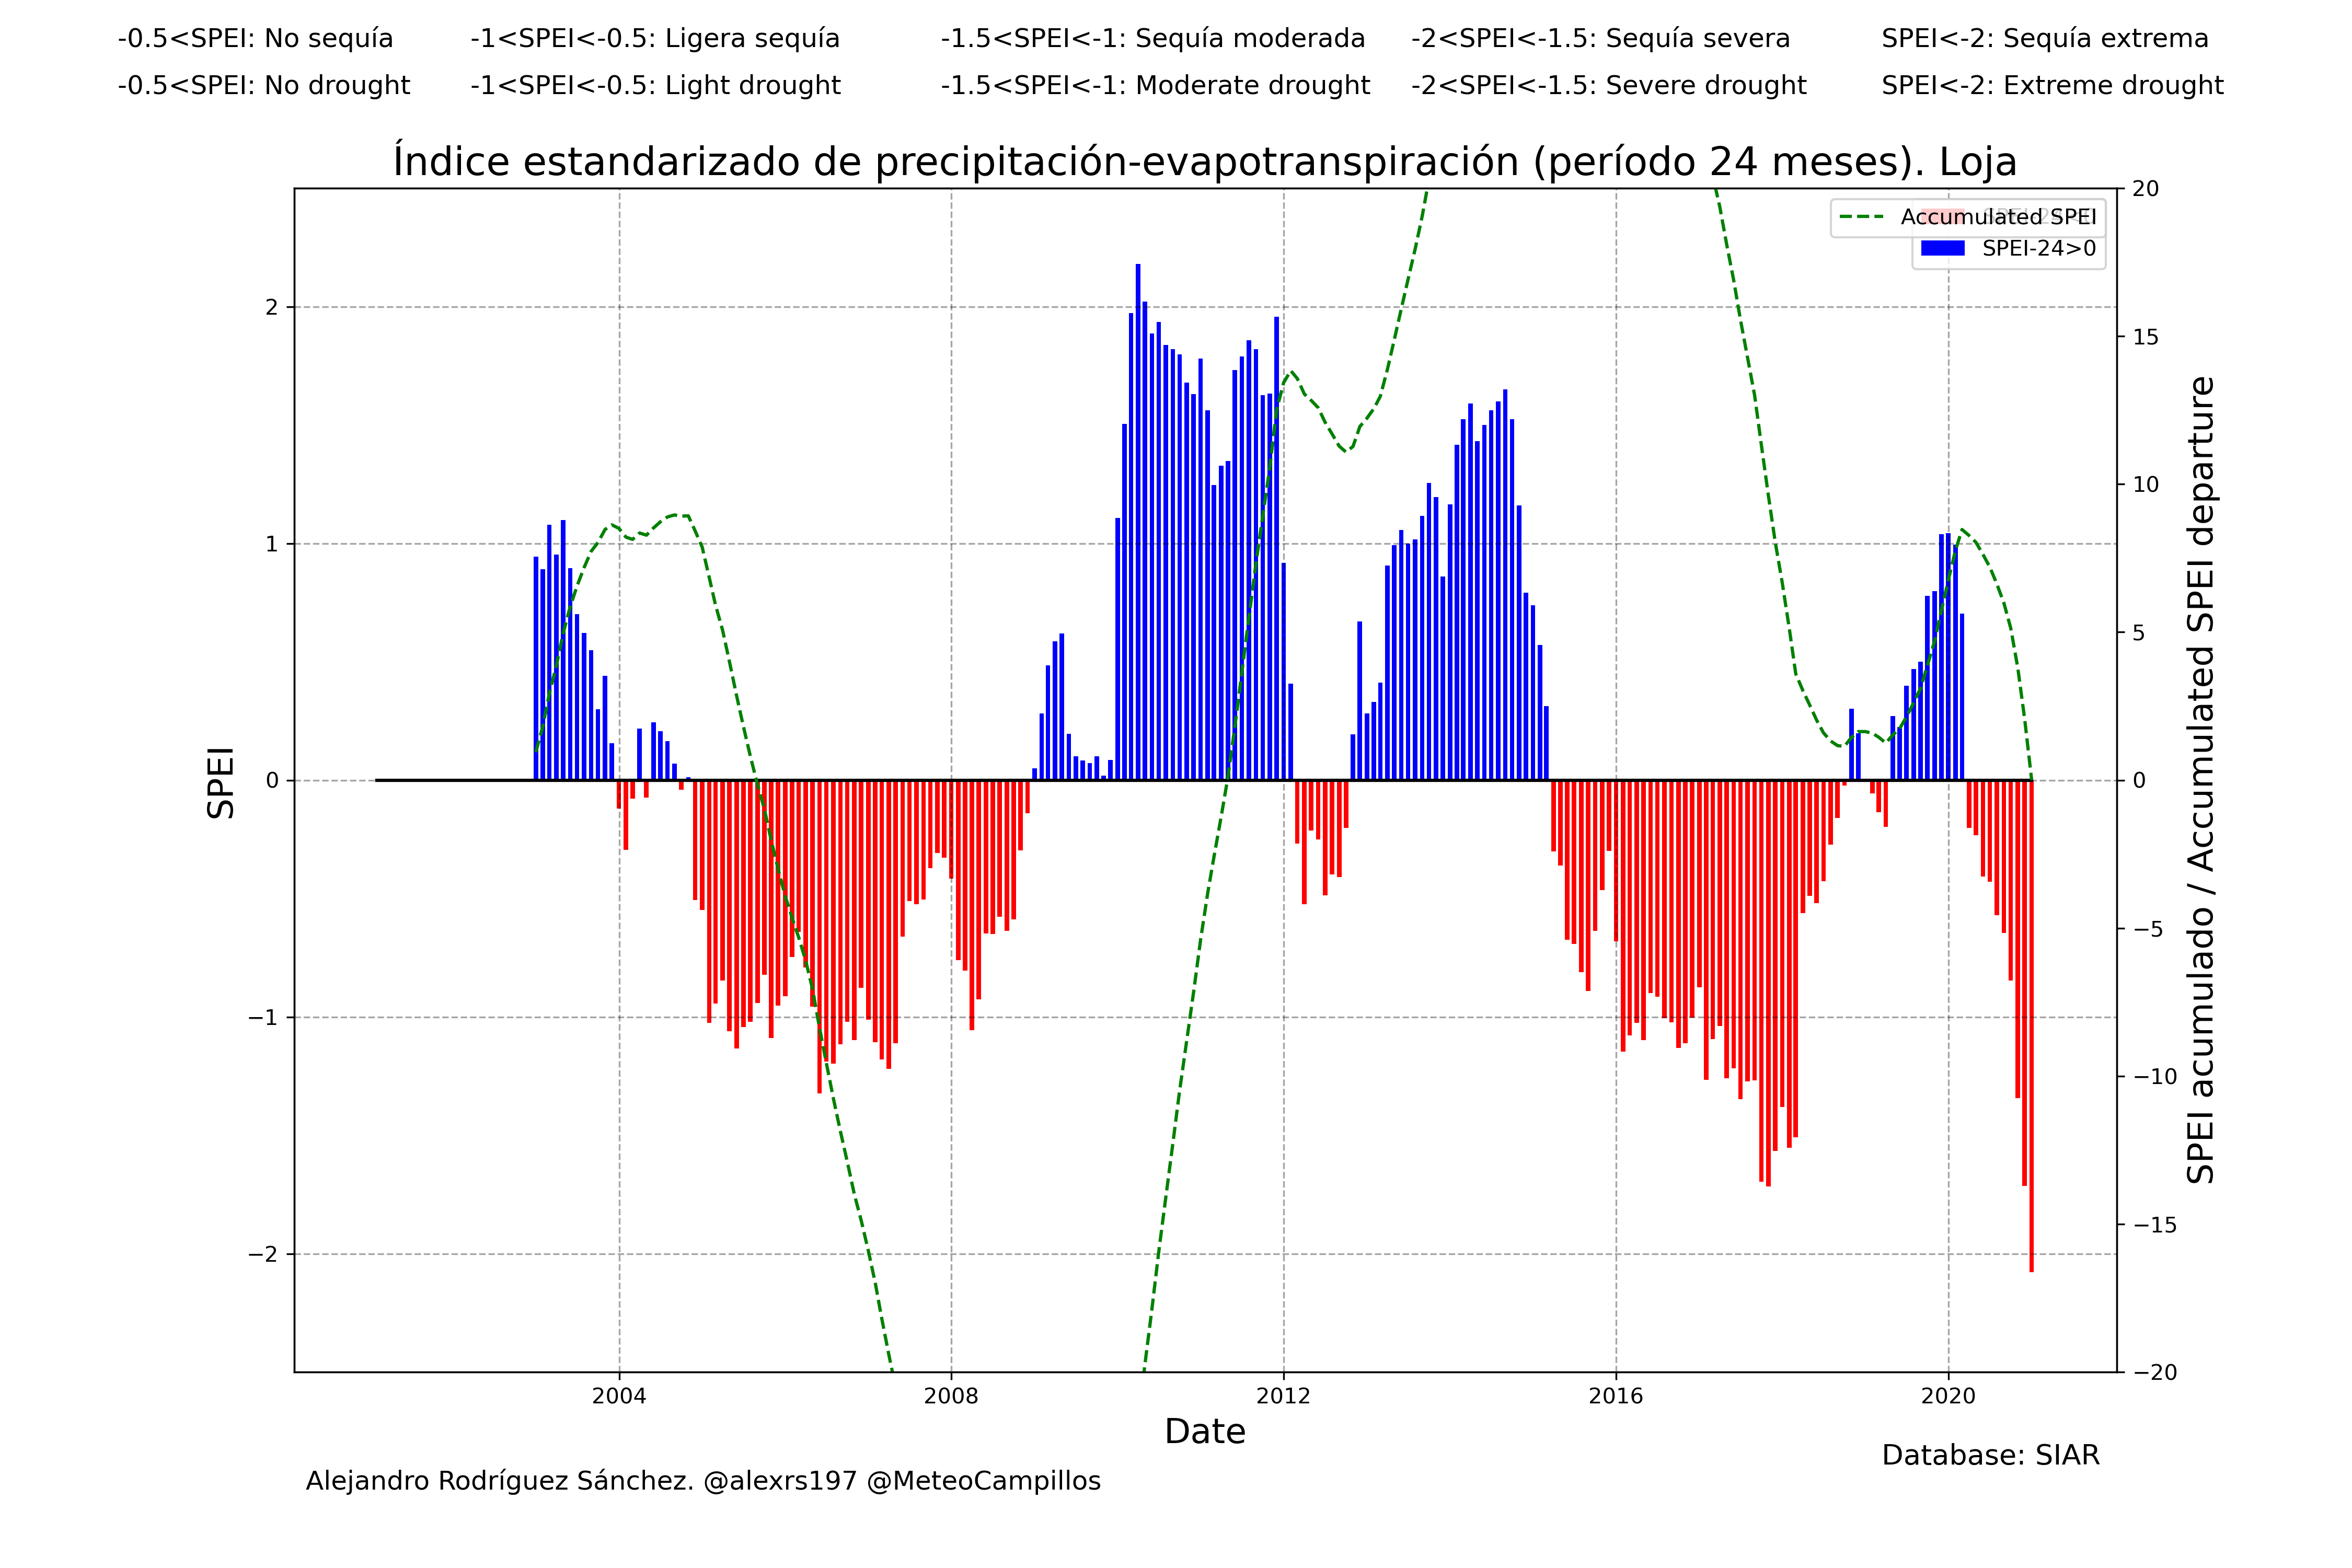 -0.5<SPEI: No sequía -1<SPEI<-0.5: Ligera sequía -1.5<SPEI<-1: Sequía moderada -2<SPEI<-1.5: Sequía severa SPEI<-2: Sequía extrema
-0.5<SPEI: No drought -1<SPEI<-0.5: Light drought -1.5<SPEI<-1: Moderate drought -2<SPEI<-1.5: Severe drought SPEI<-2: Extreme drought
Índice estandarizado de precipitación-evapotranspiración (período 24 meses). Loja
Accumulated SPEI
SPEI-24>0
SPEI
2
1
0
−1
−2
20
15
10
5
0
−5
−10
−15
−20
SPEI acumulado / Accumulated SPEI departure
2004 2008 2012 2016 2020
Date
Database: SIAR
Alejandro Rodríguez Sánchez. @alexrs197 @MeteoCampillos